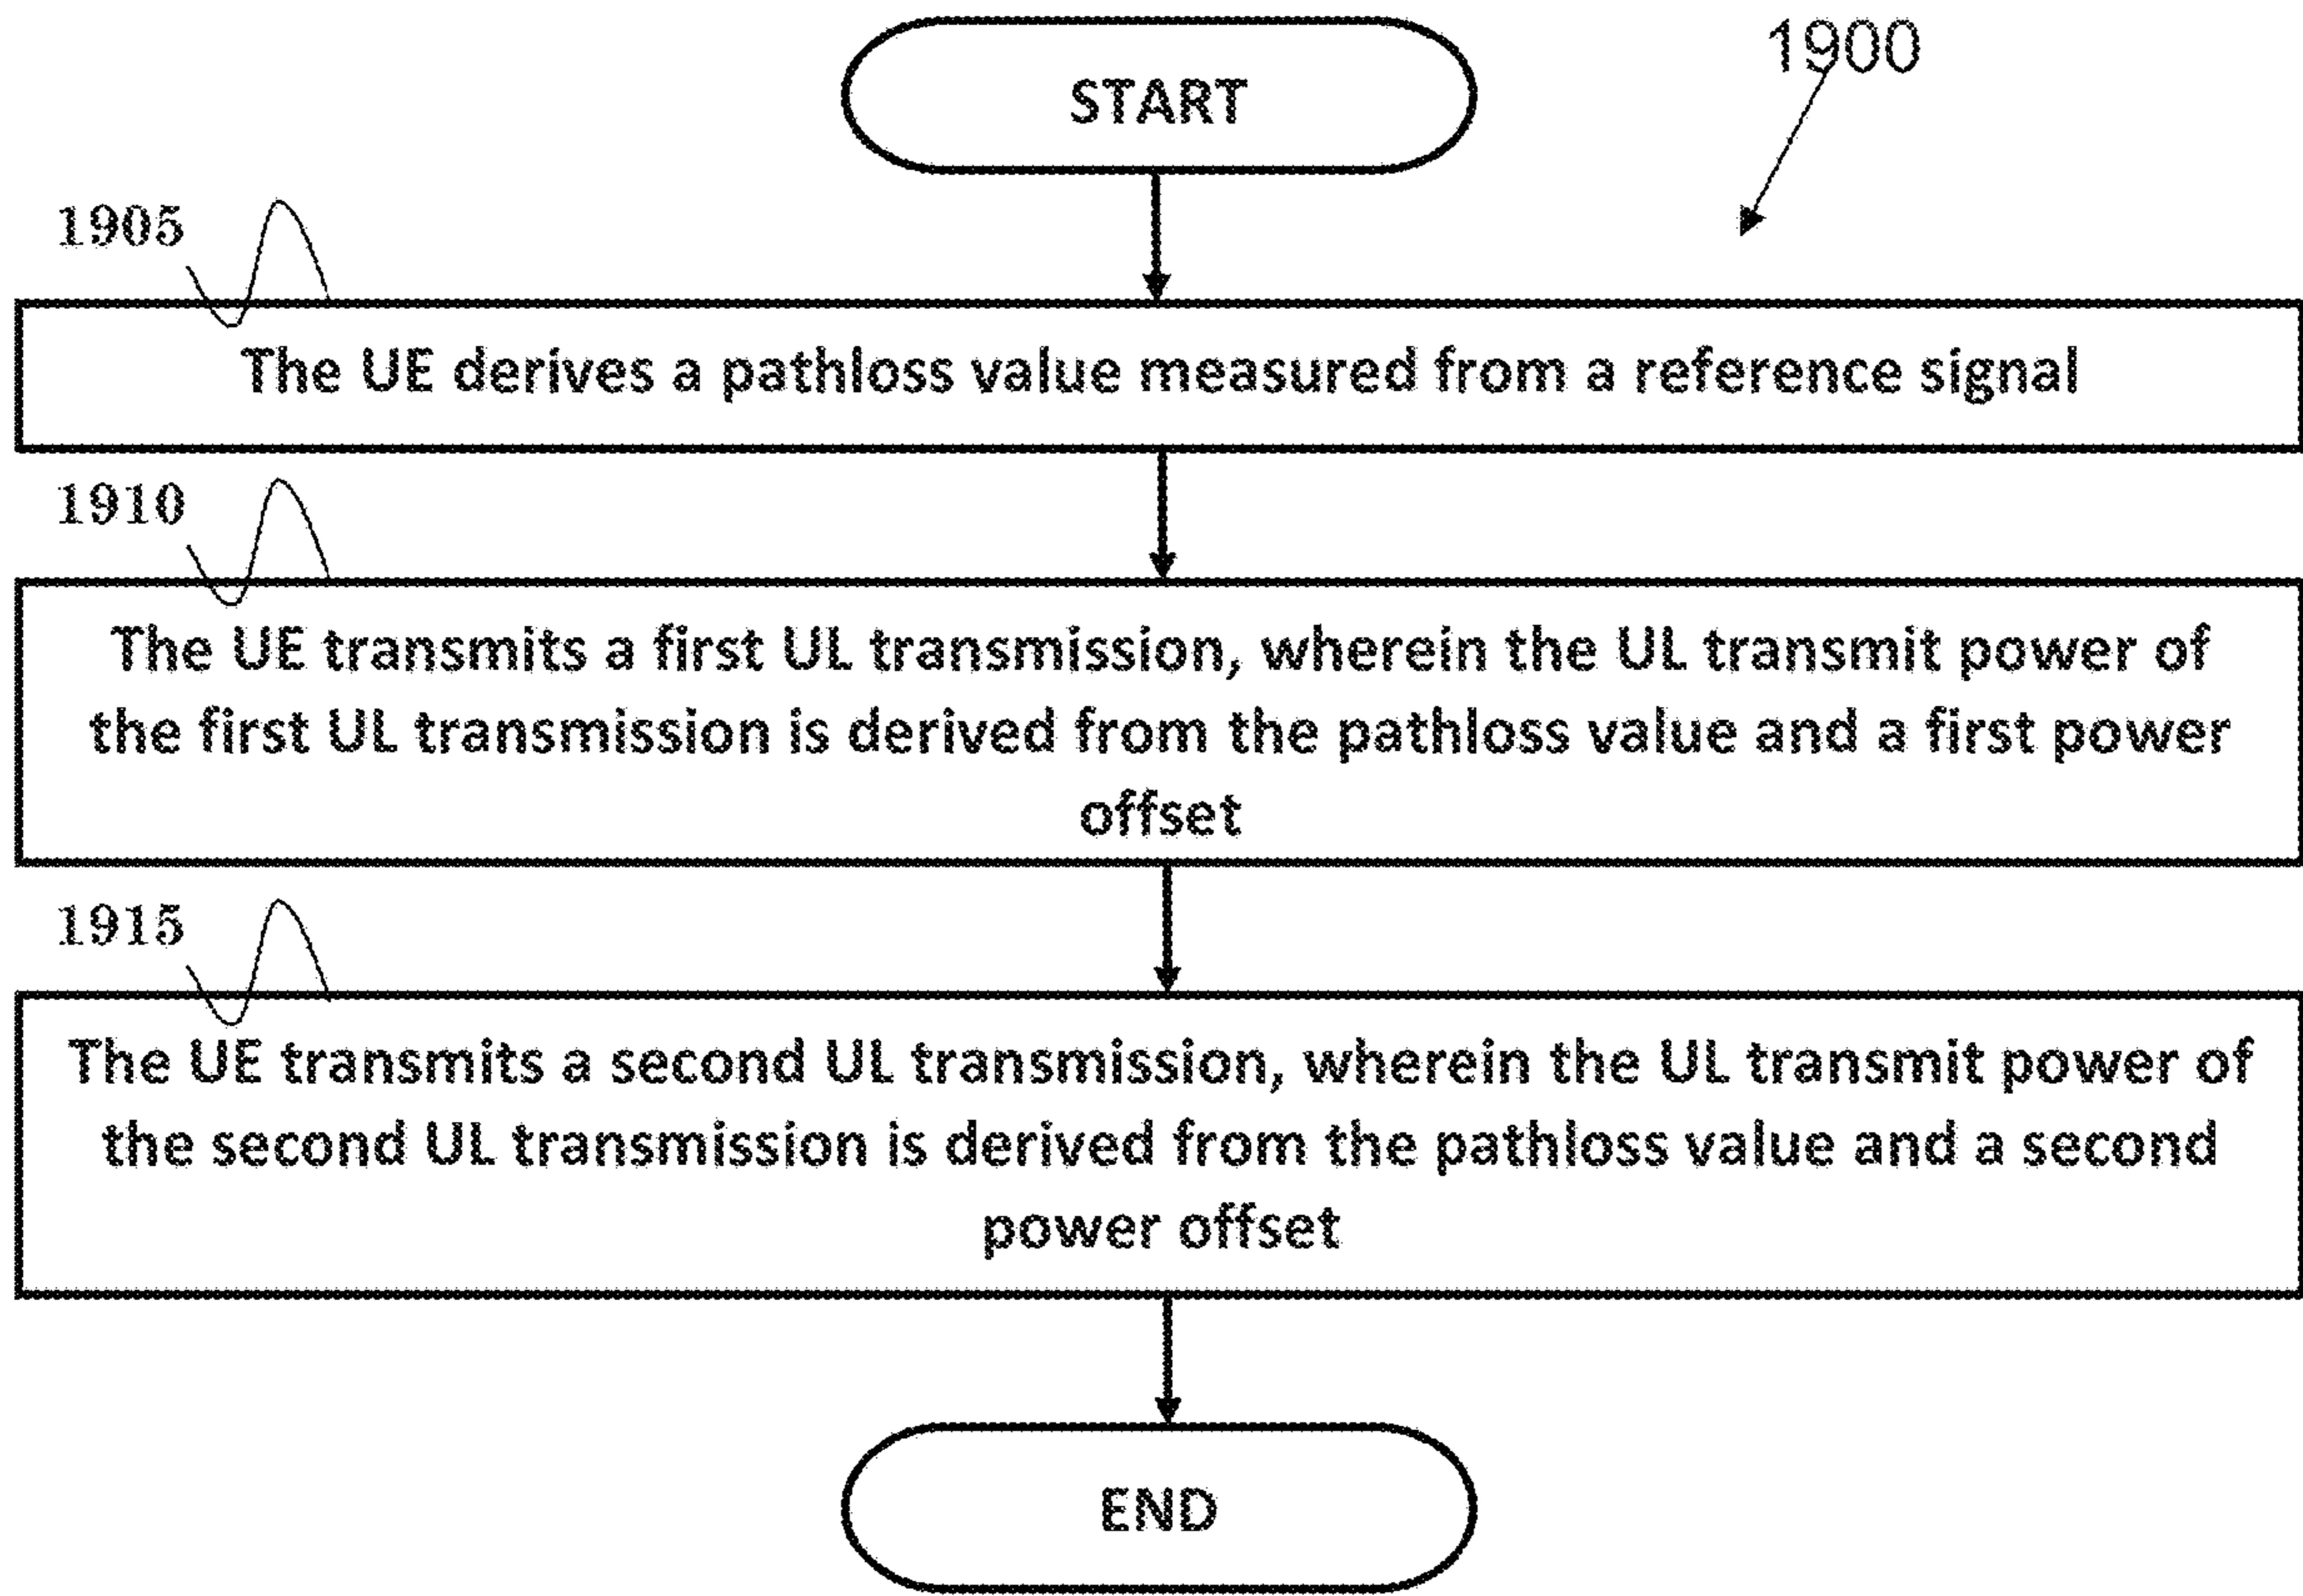 1900
START
1905
The UE derives a pathloss value measured from a reference signal
1910
The UE transmits a first UL transmission, wherein the UL transmit power of
the first UL transmission is derived from the pathloss value and a first power
offset
1915
The UE transmits a second UL transmission, wherein the UL transmit power of
the second UL transmission is derived from the pathloss value and a second
power offset
END